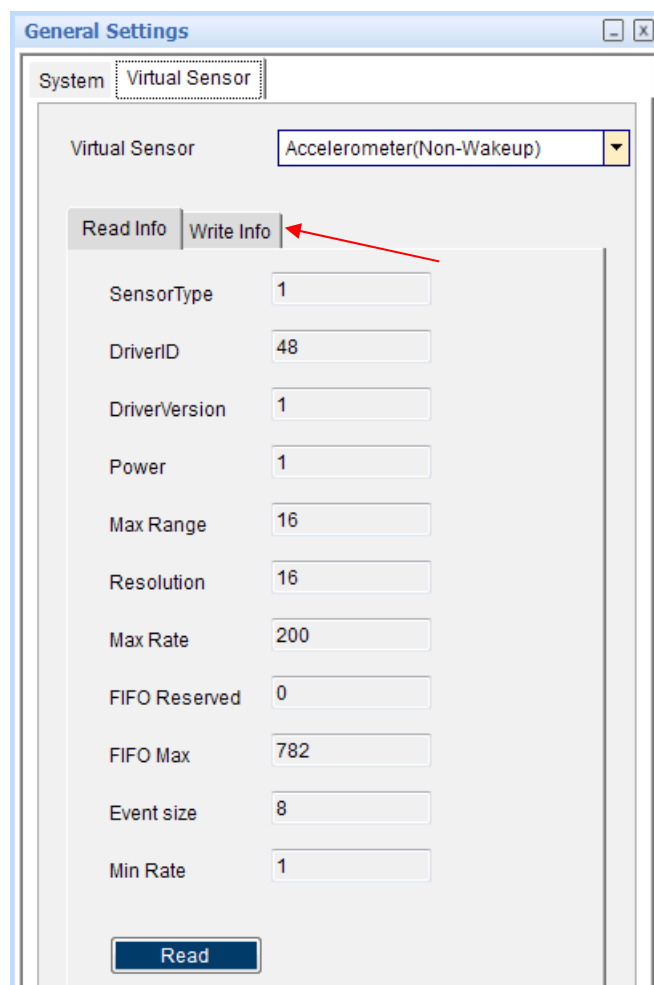 General Settings
System Virtual Sensor
Virtual Sensor Accelerometer(Non-Wakeup)
Read Info Write Info
SensorType 1
DriverID 48
DriverVersion 1
Power 1
Max Range 16
Resolution 16
Max Rate 200
FIFO Reserved 0
FIFO Max 782
Event size 8
Min Rate 1
Read